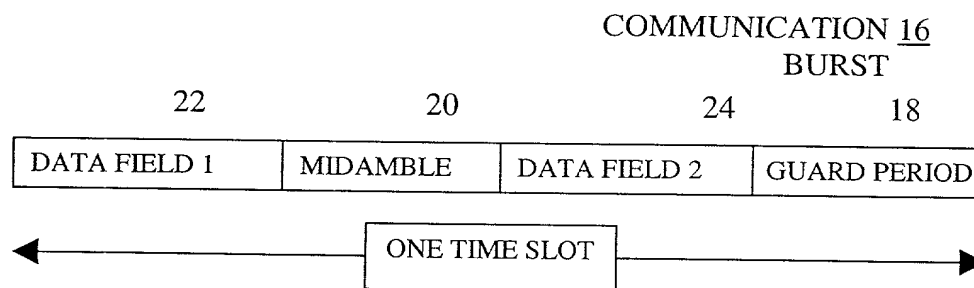 COMMUNICATION 16
BURST
22 20 24 18
DATA FIELD 1 MIDAMBLE DATA FIELD 2 GUARD PERIOD
ONE TIME SLOT